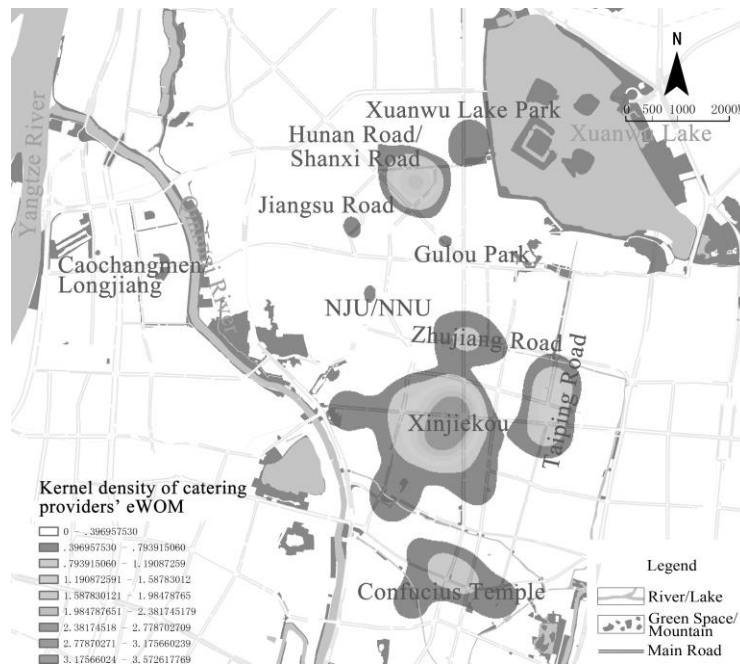 N
0 500 1000 2000
Xuanwu Lake Park
Xuanwu Lake
Hunan Road/
Shanxi Road
Yangtze River
Jiangsu Road
Gulou Park
Caochangmen/
Longjiang
River
NJU/NNU
Zhujiang Road
Taiping Road
Xinjiekou
Confucius Temple
Kernel density of catering
providers' eWOM
0 – .396957530
.396957530 – .793915060
.793915060 – 1.19087259
1.190872591 – 1.58783012
1.587830121 – 1.98478765
1.984787651 – 2.381745179
2.38174518 – 2.778702709
2.77870271 – 3.175660239
3.17566024 – 3.572617769
Legend
River/Lake
Green Space/
Mountain
Main Road